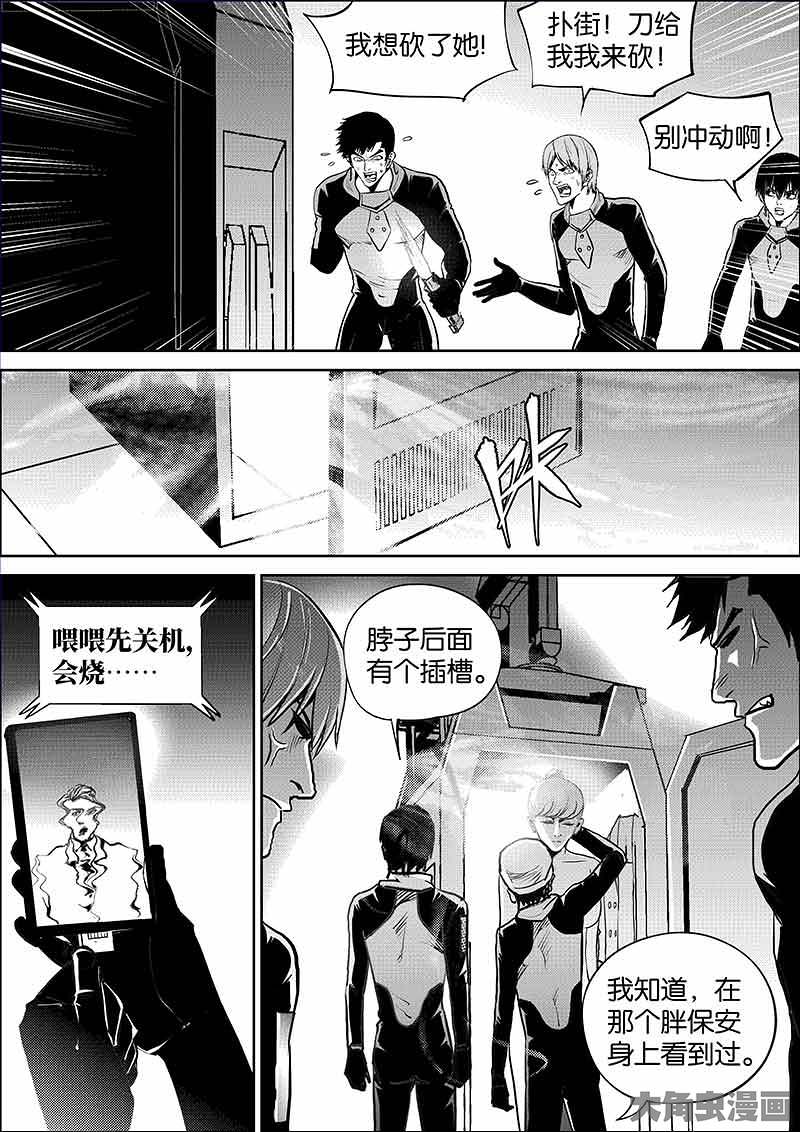 我想砍了她!
扑街！刀给
我我来砍！
别冲动啊！
喂喂先关机,
会烧……
脖子后面
有个插槽。
我知道，在
那个胖保安
身上看到过。
大角虫漫画